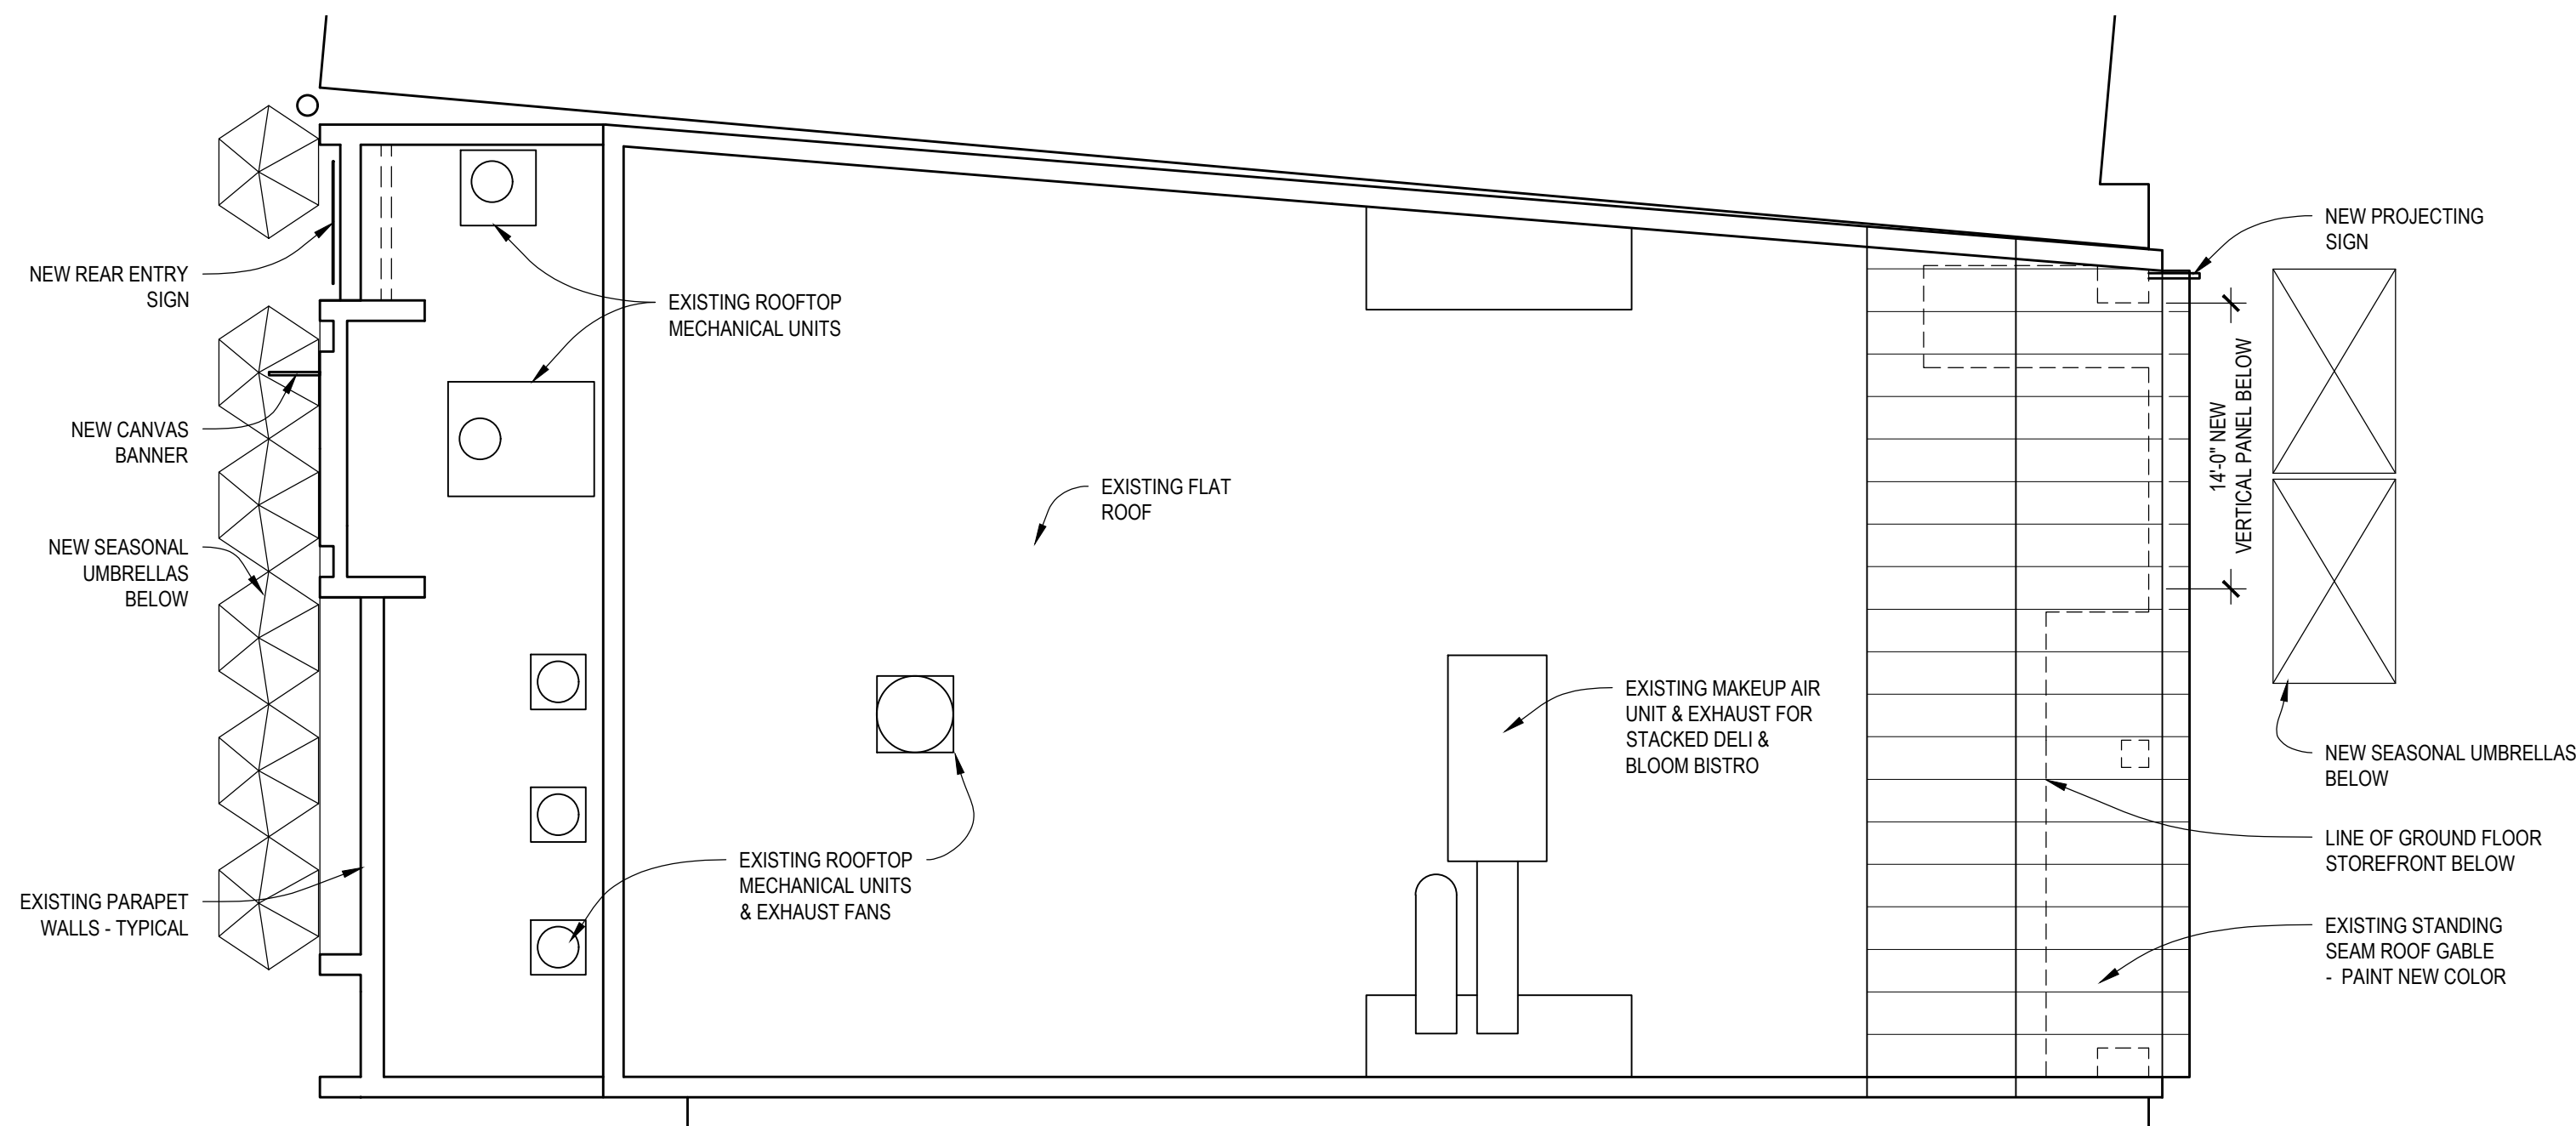 NEW REAR ENTRY
SIGN
NEW CANVAS
BANNER
NEW SEASONAL
UMBRELLAS
BELOW
EXISTING PARAPET
WALLS - TYPICAL
EXISTING ROOFTOP
MECHANICAL UNITS
EXISTING FLAT
ROOF
EXISTING ROOFTOP
MECHANICAL UNITS
& EXHAUST FANS
EXISTING MAKEUP AIR
UNIT & EXHAUST FOR
STACKED DELI &
BLOOM BISTRO
NEW PROJECTING
SIGN
14'-0" NEW
VERTICAL PANEL BELOW
NEW SEASONAL UMBRELLAS
BELOW
LINE OF GROUND FLOOR
STOREFRONT BELOW
EXISTING STANDING
SEAM ROOF GABLE
- PAINT NEW COLOR